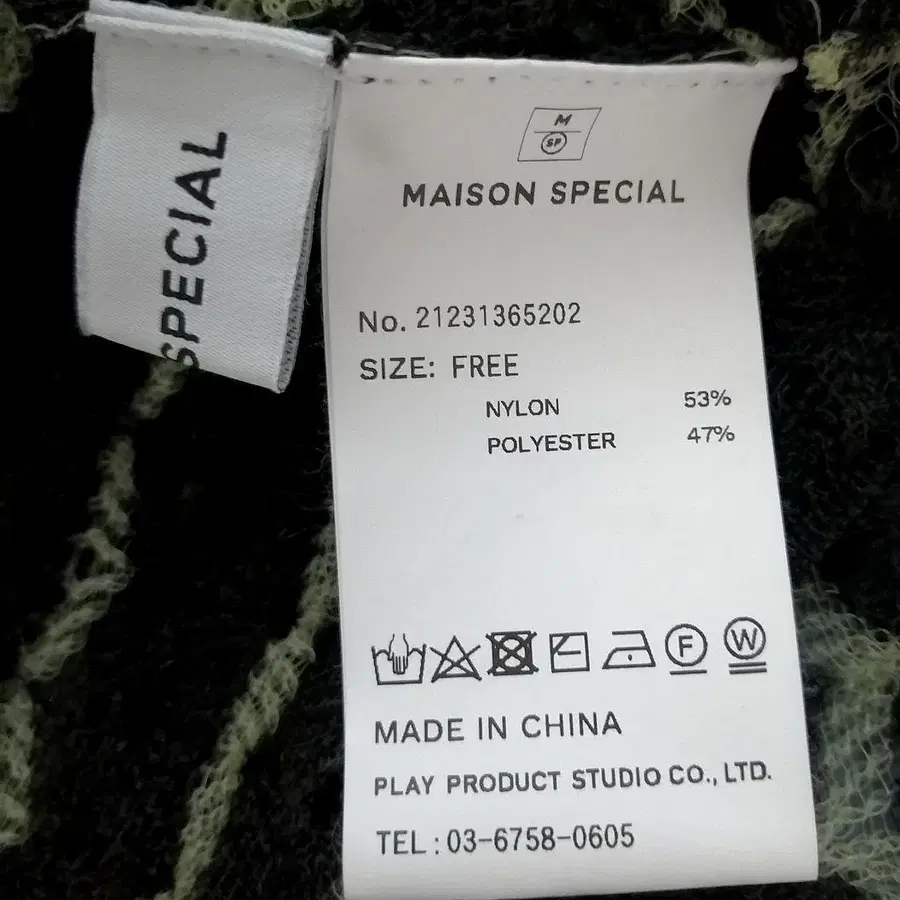 SPECIAL
M
SP
MAISON SPECIAL
No. 21231365202
SIZE: FREE
NYLON 53%
POLYESTER 47%
F W
MADE IN CHINA
PLAY PRODUCT STUDIO CO., LTD.
TEL : 03-6758-0605